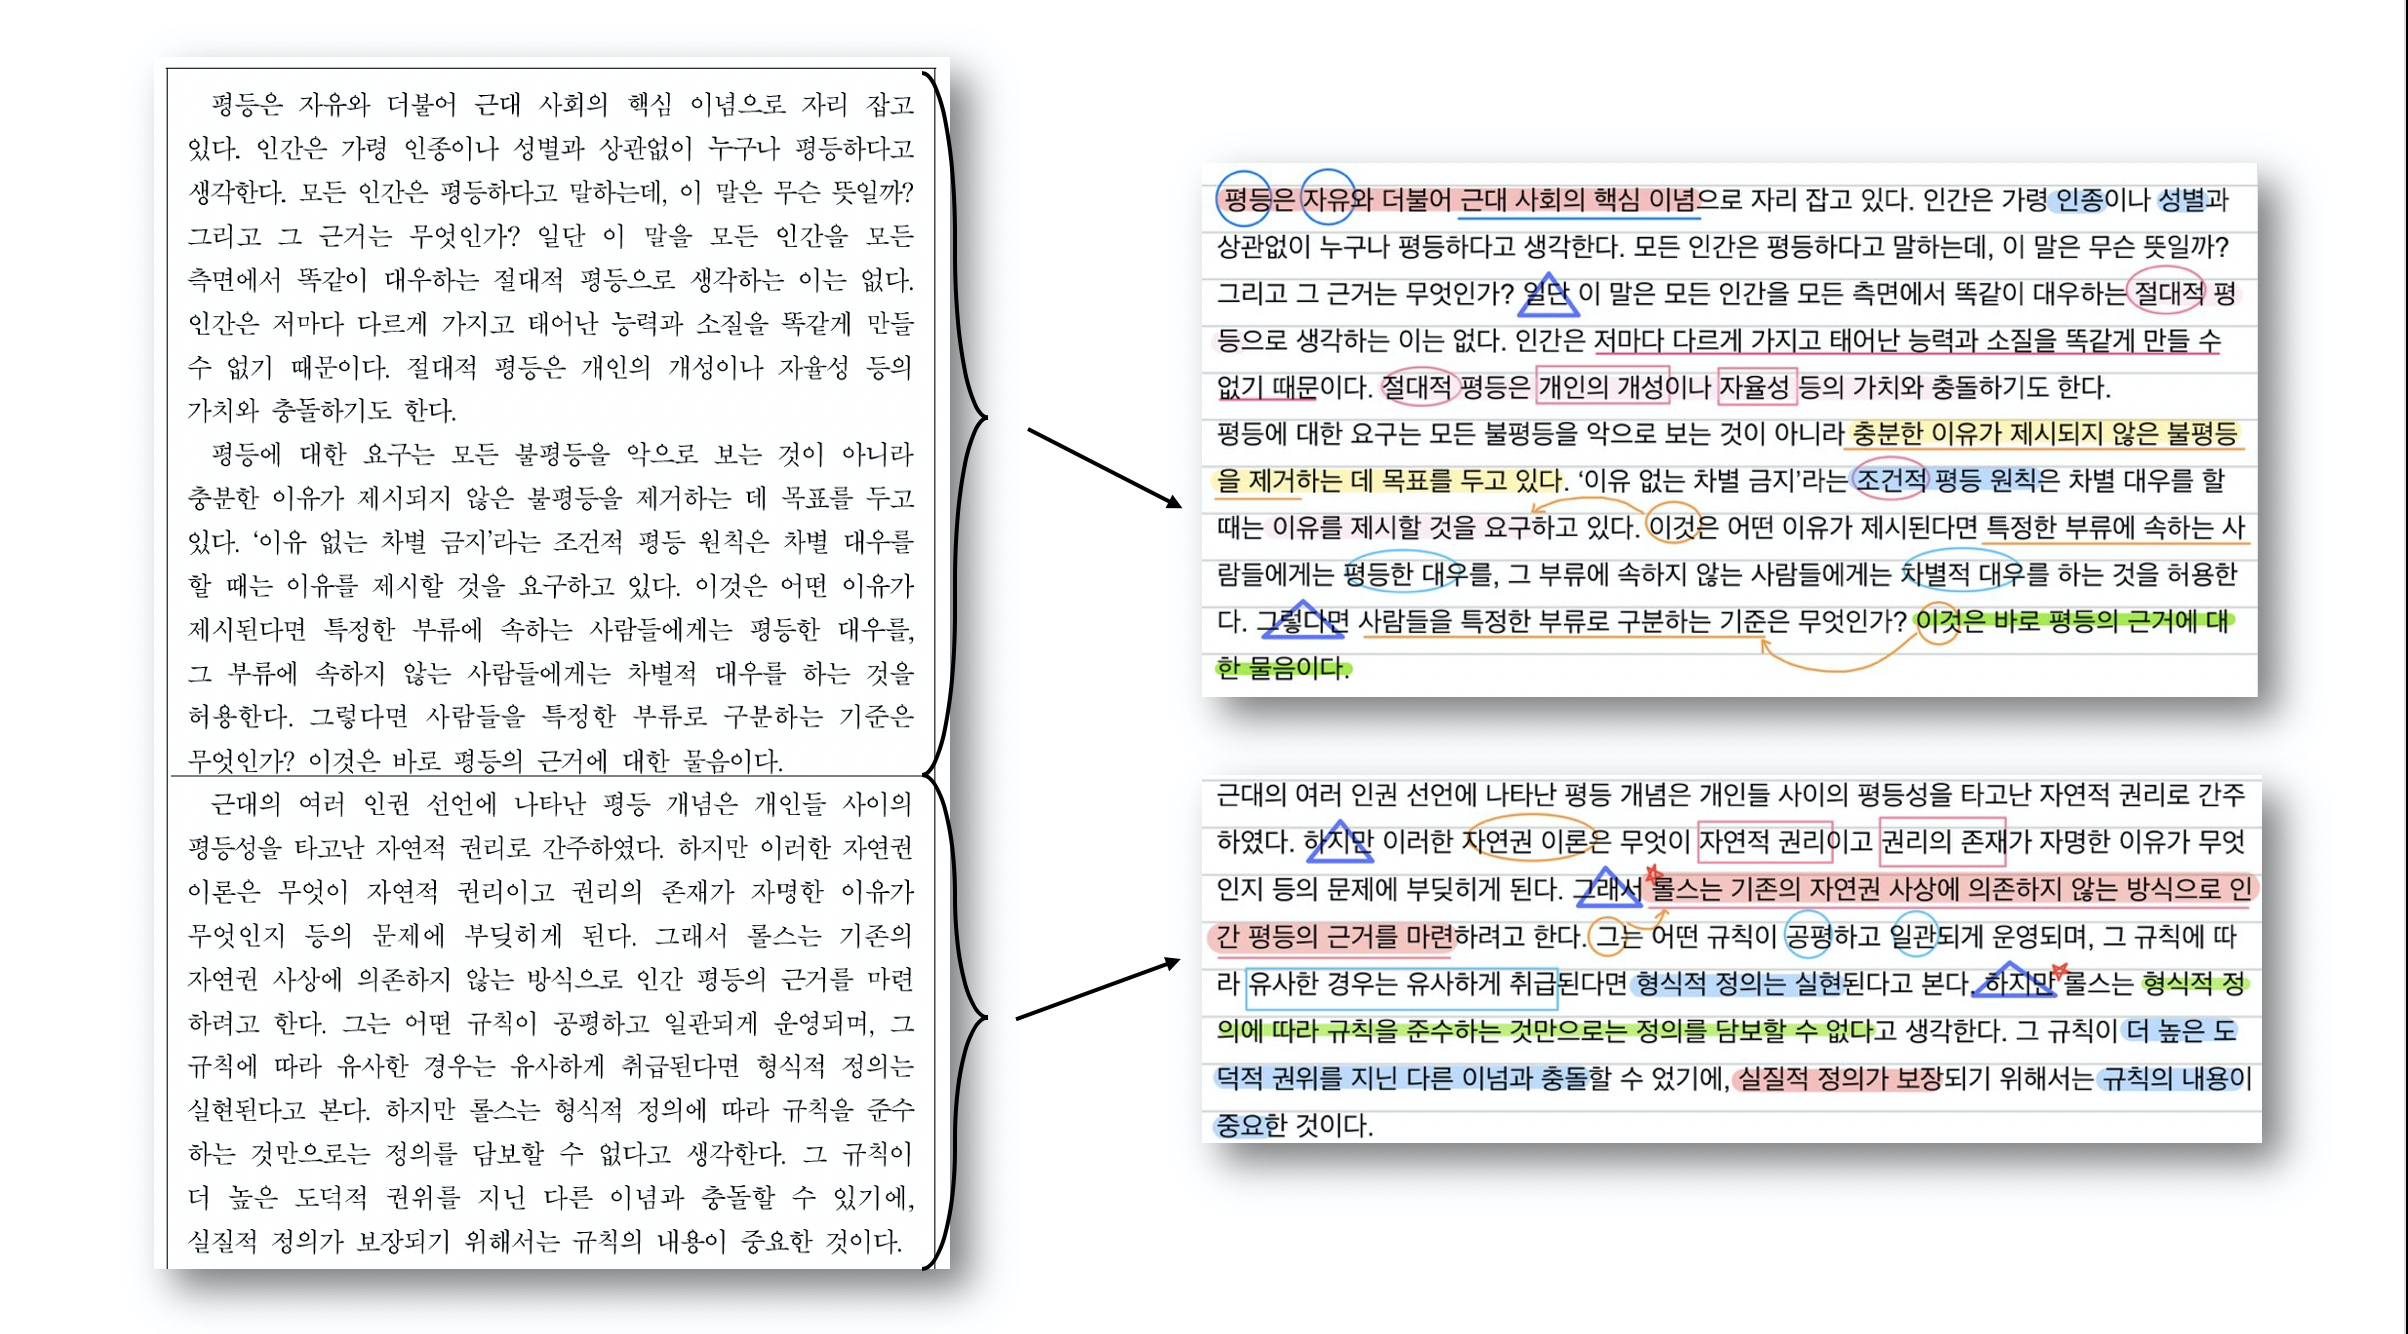 평등은 자유와 더불어 근대 사회의 핵심 이념으로 자리 잡고
있다. 인간은 가령 인종이나 성별과 상관없이 누구나 평등하다고
생각한다. 모든 인간은 평등하다고 말하는데, 이 말은 무슨 뜻일까?
그리고 그 근거는 무엇인가? 일단 이 말을 모든 인간을 모든
측면에서 똑같이 대우하는 절대적 평등으로 생각하는 이는 없다.
인간은 저마다 다르게 가지고 태어난 능력과 소질을 똑같게 만들
수 없기 때문이다. 절대적 평등은 개인의 개성이나 자율성 등의
가치와 충돌하기도 한다.
평등에 대한 요구는 모든 불평등을 악으로 보는 것이 아니라
충분한 이유가 제시되지 않은 불평등을 제거하는 데 목표를 두고
있다. ‘이유 없는 차별 금지’라는 조건적 평등 원칙은 차별 대우를
할 때는 이유를 제시할 것을 요구하고 있다. 이것은 어떤 이유가
제시된다면 특정한 부류에 속하는 사람들에게는 평등한 대우를,
그 부류에 속하지 않는 사람들에게는 차별적 대우를 하는 것을
허용한다. 그렇다면 사람들을 특정한 부류로 구분하는 기준은
무엇인가? 이것은 바로 평등의 근거에 대한 물음이다.
근대의 여러 인권 선언에 나타난 평등 개념은 개인들 사이의
평등성을 타고난 자연적 권리로 간주하였다. 하지만 이러한 자연권
이론은 무엇이 자연적 권리이고 권리의 존재가 자명한 이유가
무엇인지 등의 문제에 부딪히게 된다. 그래서 롤스는 기존의
자연권 사상에 의존하지 않는 방식으로 인간 평등의 근거를 마련
하려고 한다. 그는 어떤 규칙이 공평하고 일관되게 운영되며, 그
규칙에 따라 유사한 경우는 유사하게 취급된다면 형식적 정의는
실현된다고 본다. 하지만 롤스는 형식적 정의에 따라 규칙을 준수
하는 것만으로는 정의를 담보할 수 없다고 생각한다. 그 규칙이
더 높은 도덕적 권위를 지닌 다른 이념과 충돌할 수 있기에,
실질적 정의가 보장되기 위해서는 규칙의 내용이 중요한 것이다.
평등은 자유와 더불어 근대 사회의 핵심 이념으로 자리 잡고 있다. 인간은 가령 인종이나 성별과
상관없이 누구나 평등하다고 생각한다. 모든 인간은 평등하다고 말하는데, 이 말은 무슨 뜻일까?
그리고 그 근거는 무엇인가? 일단 이 말은 모든 인간을 모든 측면에서 똑같이 대우하는 절대적 평
등으로 생각하는 이는 없다. 인간은 저마다 다르게 가지고 태어난 능력과 소질을 똑같게 만들 수
없기 때문이다. 절대적 평등은 개인의 개성이나 자율성 등의 가치와 충돌하기도 한다.
평등에 대한 요구는 모든 불평등을 악으로 보는 것이 아니라 충분한 이유가 제시되지 않은 불평등
을 제거하는 데 목표를 두고 있다. ‘이유 없는 차별 금지’라는 조건적 평등 원칙은 차별 대우를 할
때는 이유를 제시할 것을 요구하고 있다. 이것은 어떤 이유가 제시된다면 특정한 부류에 속하는 사
람들에게는 평등한 대우를, 그 부류에 속하지 않는 사람들에게는 차별적 대우를 하는 것을 허용한
다. 그렇다면 사람들을 특정한 부류로 구분하는 기준은 무엇인가? 이것은 바로 평등의 근거에 대
한 물음이다.
근대의 여러 인권 선언에 나타난 평등 개념은 개인들 사이의 평등성을 타고난 자연적 권리로 간주
하였다. 하지만 이러한 자연권 이론은 무엇이 자연적 권리이고 권리의 존재가 자명한 이유가 무엇
인지 등의 문제에 부딪히게 된다. 그래서 롤스는 기존의 자연권 사상에 의존하지 않는 방식으로 인
간 평등의 근거를 마련하려고 한다. 그는 어떤 규칙이 공평하고 일관되게 운영되며, 그 규칙에 따
라 유사한 경우는 유사하게 취급된다면 형식적 정의는 실현된다고 본다. 하지만 롤스는 형식적 정
의에 따라 규칙을 준수하는 것만으로는 정의를 담보할 수 없다고 생각한다. 그 규칙이 더 높은 도
덕적 권위를 지닌 다른 이넘과 충돌할 수 었기에, 실질적 정의가 보장되기 위해서는 규칙의 내용이
중요한 것이다.